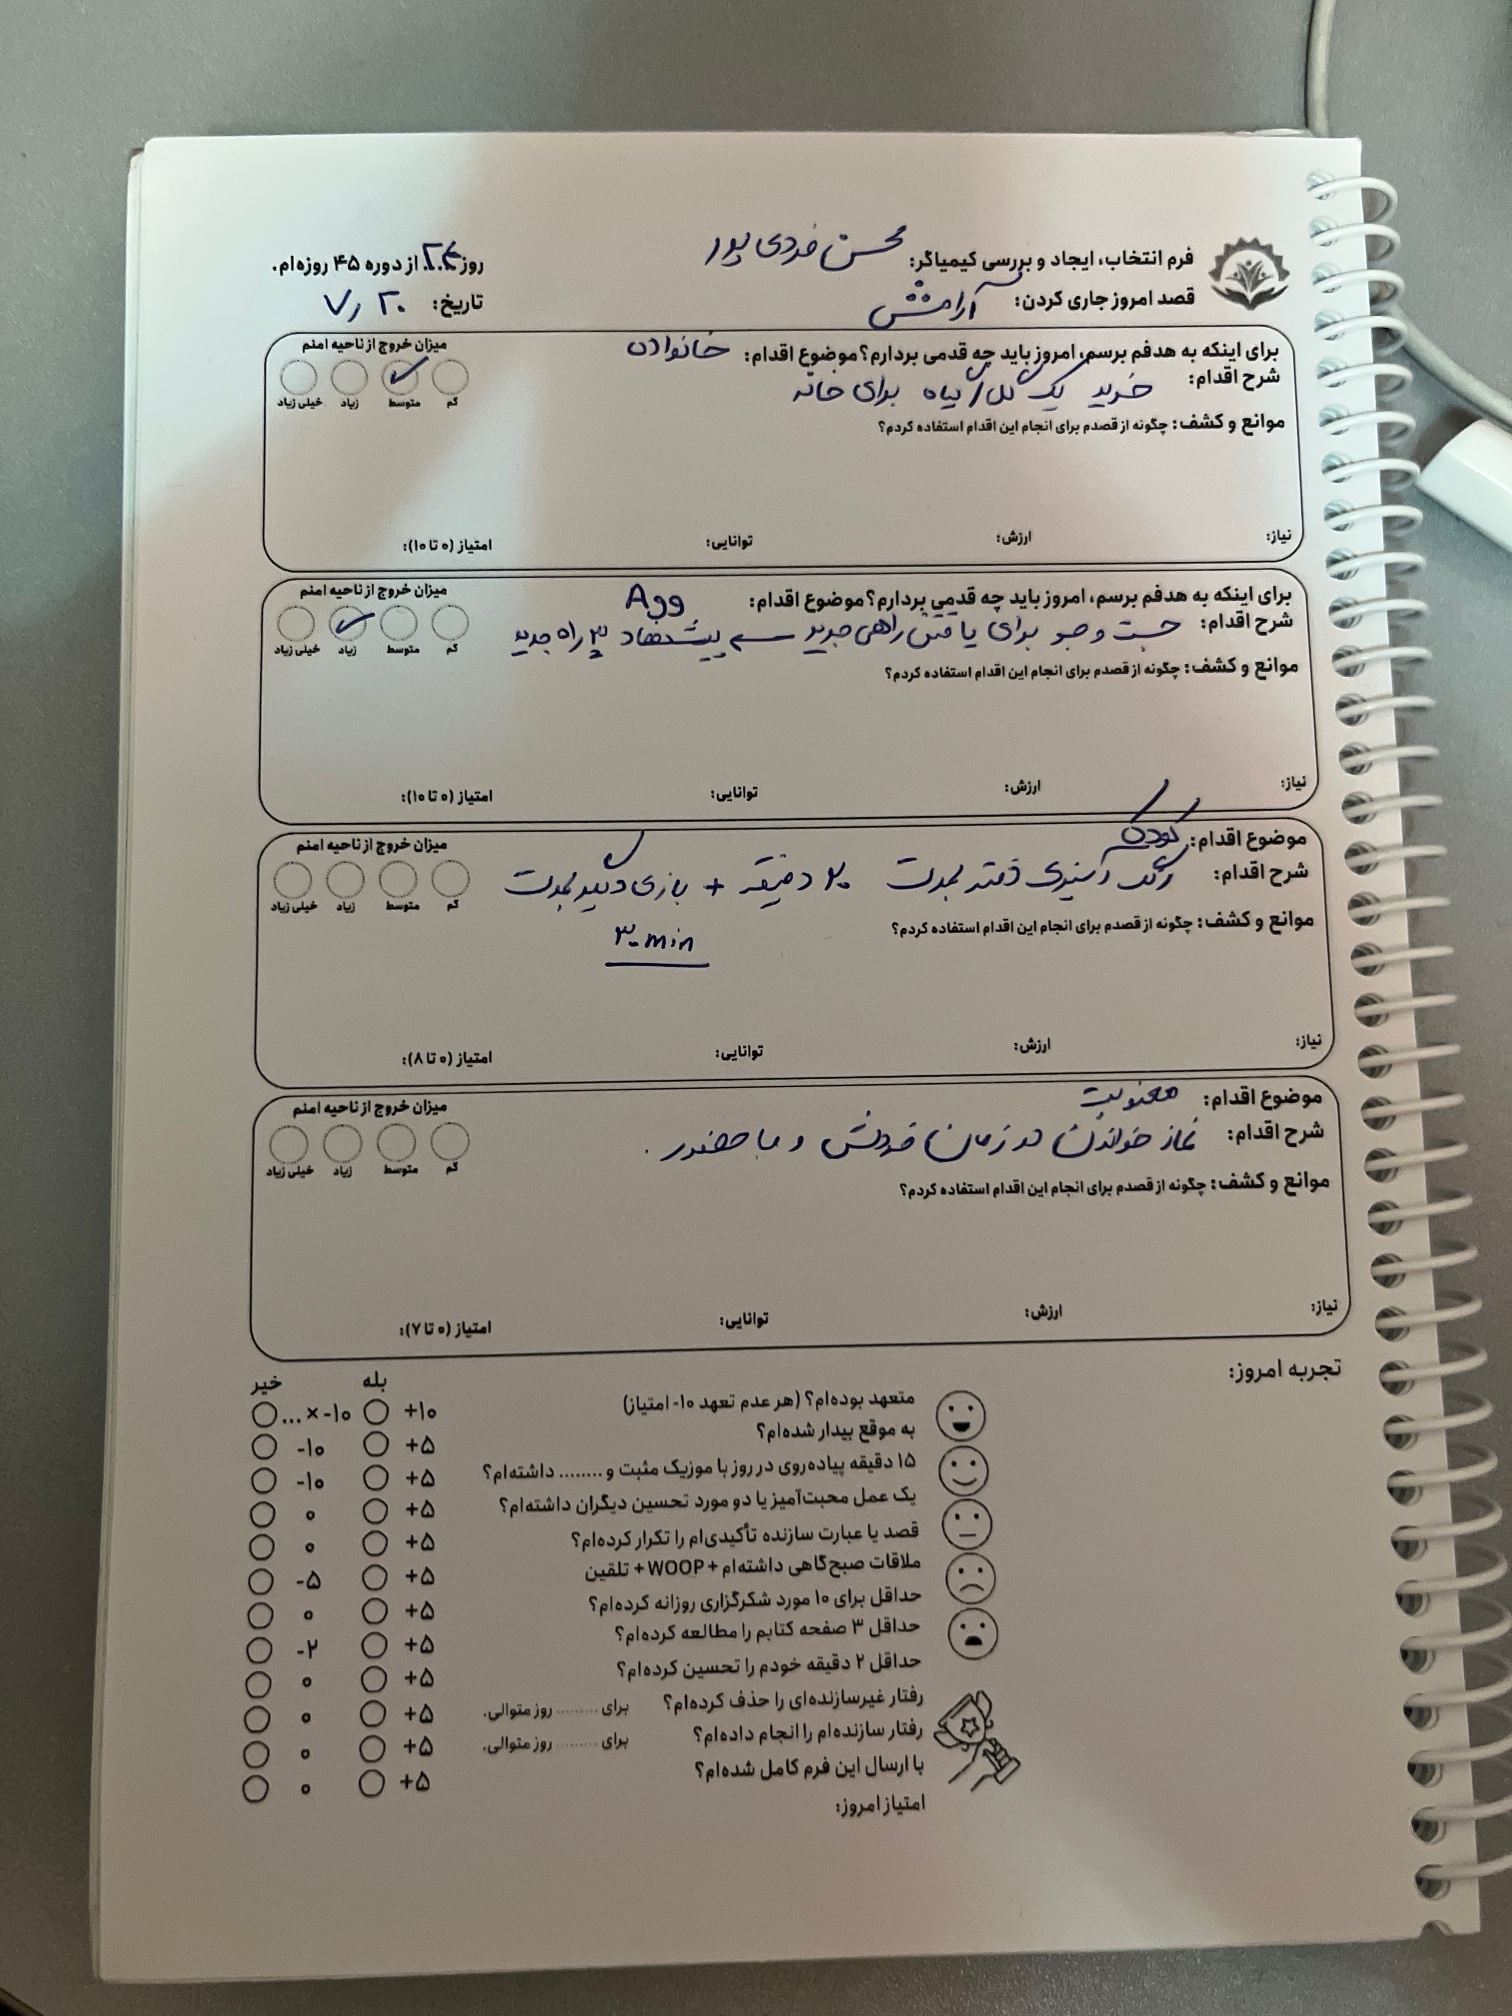 فرم انتخاب، ایجاد و بررسی کیمیاگر: محسن فردی پور
روز ۲۴ از دوره ۴۵ روزه‌ام.
قصد امروز جاری کردن: آرامش
تاریخ: ۷/۲۰
برای اینکه به هدفم برسم، امروز باید چه قدمی بردارم؟ موضوع اقدام: خانواده
میزان خروج از ناحیه امنم
شرح اقدام: خرید یک گل/گیاه برای خانه
کم متوسط زیاد خیلی زیاد
موانع و کشف: چگونه از قصدم برای انجام این اقدام استفاده کردم؟
نیاز: ارزش: توانایی: امتیاز (۰ تا ۱۰):
برای اینکه به هدفم برسم، امروز باید چه قدمی بردارم؟ موضوع اقدام: Agg
میزان خروج از ناحیه امنم
شرح اقدام: جست و جو برای یافتن راهی جدید پیشنهاد ۳ راه جدید
کم متوسط زیاد خیلی زیاد
موانع و کشف: چگونه از قصدم برای انجام این اقدام استفاده کردم؟
نیاز: ارزش: توانایی: امتیاز (۰ تا ۱۰):
موضوع اقدام: کودک
میزان خروج از ناحیه امنم
شرح اقدام: رنگ آمیزی دفتر بمدت ۲۰ دقیقه + بازی دیگر بمدت
کم متوسط زیاد خیلی زیاد
۳۰ min
موانع و کشف: چگونه از قصدم برای انجام این اقدام استفاده کردم؟
نیاز: ارزش: توانایی: امتیاز (۰ تا ۸):
موضوع اقدام: معنویت
میزان خروج از ناحیه امنم
شرح اقدام: نماز خواندن در زمان خودش و با حضور.
کم متوسط زیاد خیلی زیاد
موانع و کشف: چگونه از قصدم برای انجام این اقدام استفاده کردم؟
نیاز: ارزش: توانایی: امتیاز (۰ تا ۷):
تجربه امروز:
بله خیر
متعهد بوده‌ام؟ (هر عدم تعهد ۱۰- امتیاز) +۱۰ -۱۰ × ...
به موقع بیدار شده‌ام؟ +۵ -۱۰
۱۵ دقیقه پیاده‌روی در روز با موزیک مثبت و ........ داشته‌ام؟ +۵ -۱۰
یک عمل محبت‌آمیز یا دو مورد تحسین دیگران داشته‌ام؟ +۵ ۰
قصد یا عبارت سازنده تأکیدی‌ام را تکرار کرده‌ام؟ +۵ ۰
ملاقات صبح‌گاهی داشته‌ام + WOOP + تلقین +۵ -۵
حداقل برای ۱۰ مورد شکرگزاری روزانه کرده‌ام؟ +۵ ۰
حداقل ۳ صفحه کتابم را مطالعه کرده‌ام؟ +۵ -۲
حداقل ۲ دقیقه خودم را تحسین کرده‌ام؟ +۵ ۰
رفتار غیرسازنده‌ای را حذف کرده‌ام؟ برای ......... روز متوالی. +۵ ۰
رفتار سازنده‌ام را انجام داده‌ام؟ برای ......... روز متوالی. +۵ ۰
با ارسال این فرم کامل شده‌ام؟ +۵ ۰
امتیاز امروز: